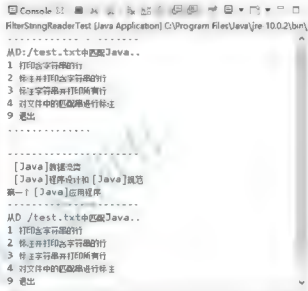 Console
FilterStringReaderTest [Java Application] C:\Program Files\Java\jre-10.0.2\bin\
- - - - - - - - - - - - - - - - - -
从D:/test.txt中匹配Java..
1 打印含字符串的行
2 标注并打印含字符串的行
3 标注字符串并打印所有行
4 对文件中的匹配串进行标注
9 退出
. . . . . . . . . . . . . .
- - - - - - - - - - - - - - - - - -
[Java]数据类型
[Java]程序设计和 [Java]规范
第一个 [Java]应用程序
- - - - - - - - - - - - - - - - - -
从D:/test.txt中匹配Java..
1 打印含字符串的行
2 标注并打印含字符串的行
3 标注字符串并打印所有行
4 对文件中的匹配串进行标注
9 退出